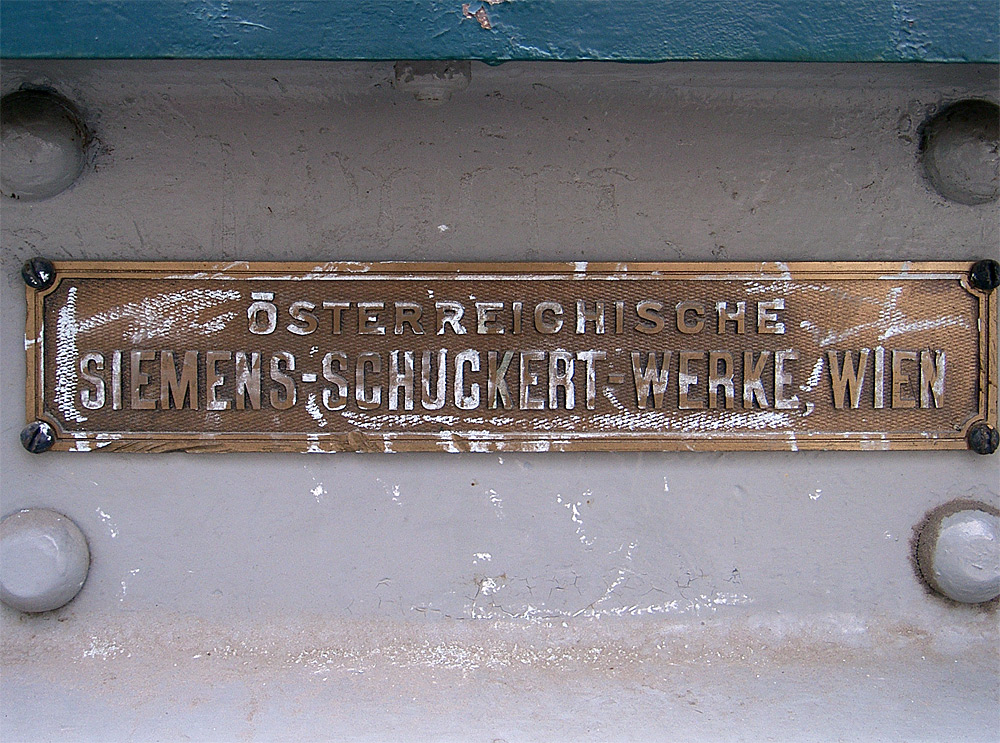 ÖSTERREICHISCHE
SIEMENS-SCHUCKERT-WERKE, WIEN